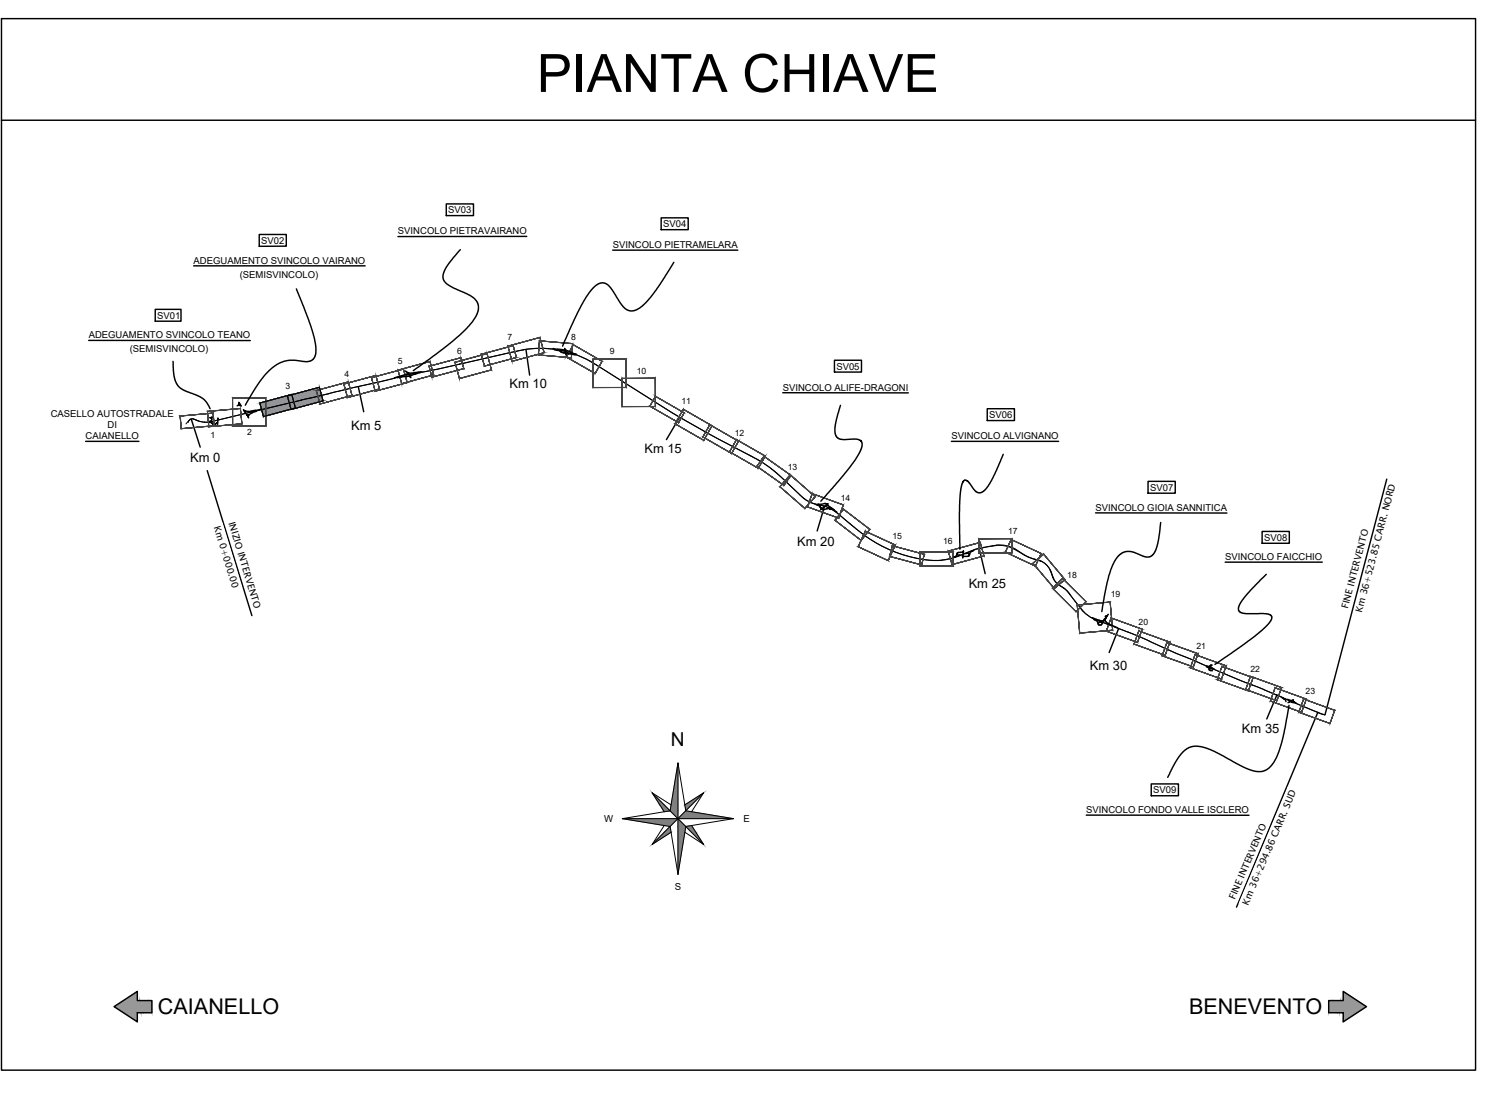 PIANTA CHIAVE
SV03
SVINCOLO PIETRAVAIRANO
SV04
SVINCOLO PIETRAMELARA
SV02
ADEGUAMENTO SVINCOLO VAIRANO
(SEMISVINCOLO)
SV01
ADEGUAMENTO SVINCOLO TEANO
(SEMISVINCOLO)
CASELLO AUTOSTRADALE
DI
CAIANELLO
1
2
3
4
5
6
7
8
9
10
11
12
13
14
15
16
17
18
19
20
21
22
23
Km 0
Km 5
Km 10
Km 15
Km 20
Km 25
Km 30
Km 35
INIZIO INTERVENTO
Km 0+000.00
SV05
SVINCOLO ALIFE-DRAGONI
SV06
SVINCOLO ALVIGNANO
SV07
SVINCOLO GIOIA SANNITICA
SV08
SVINCOLO FAICCHIO
FINE INTERVENTO
Km 36+523.85 CARR. NORD
SV09
SVINCOLO FONDO VALLE ISCLERO
FINE INTERVENTO
Km 36+294.86 CARR. SUD
N
W
E
S
CAIANELLO
BENEVENTO